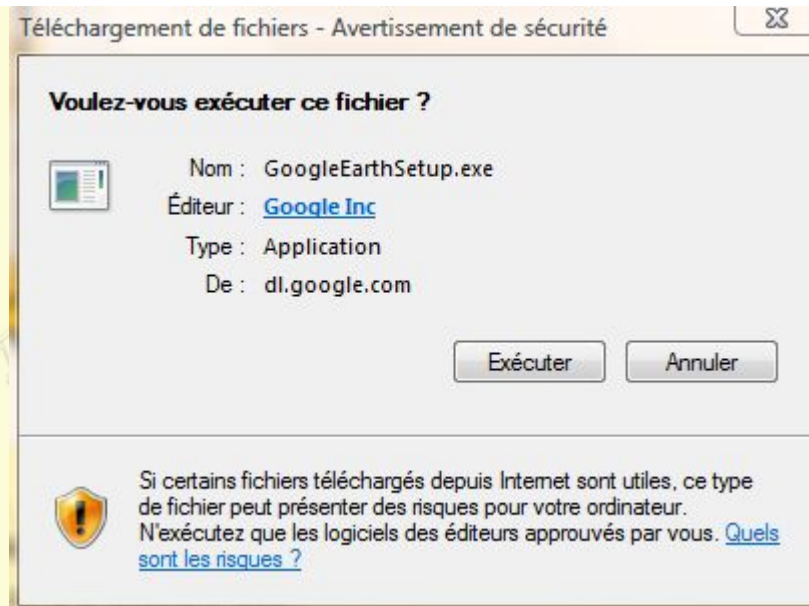 Téléchargement de fichiers - Avertissement de sécurité
Voulez-vous exécuter ce fichier ?
Nom : GoogleEarthSetup.exe
Éditeur : Google Inc
Type : Application
De : dl.google.com
Exécuter Annuler
Si certains fichiers téléchargés depuis Internet sont utiles, ce type
de fichier peut présenter des risques pour votre ordinateur.
N'exécutez que les logiciels des éditeurs approuvés par vous. Quels
sont les risques ?